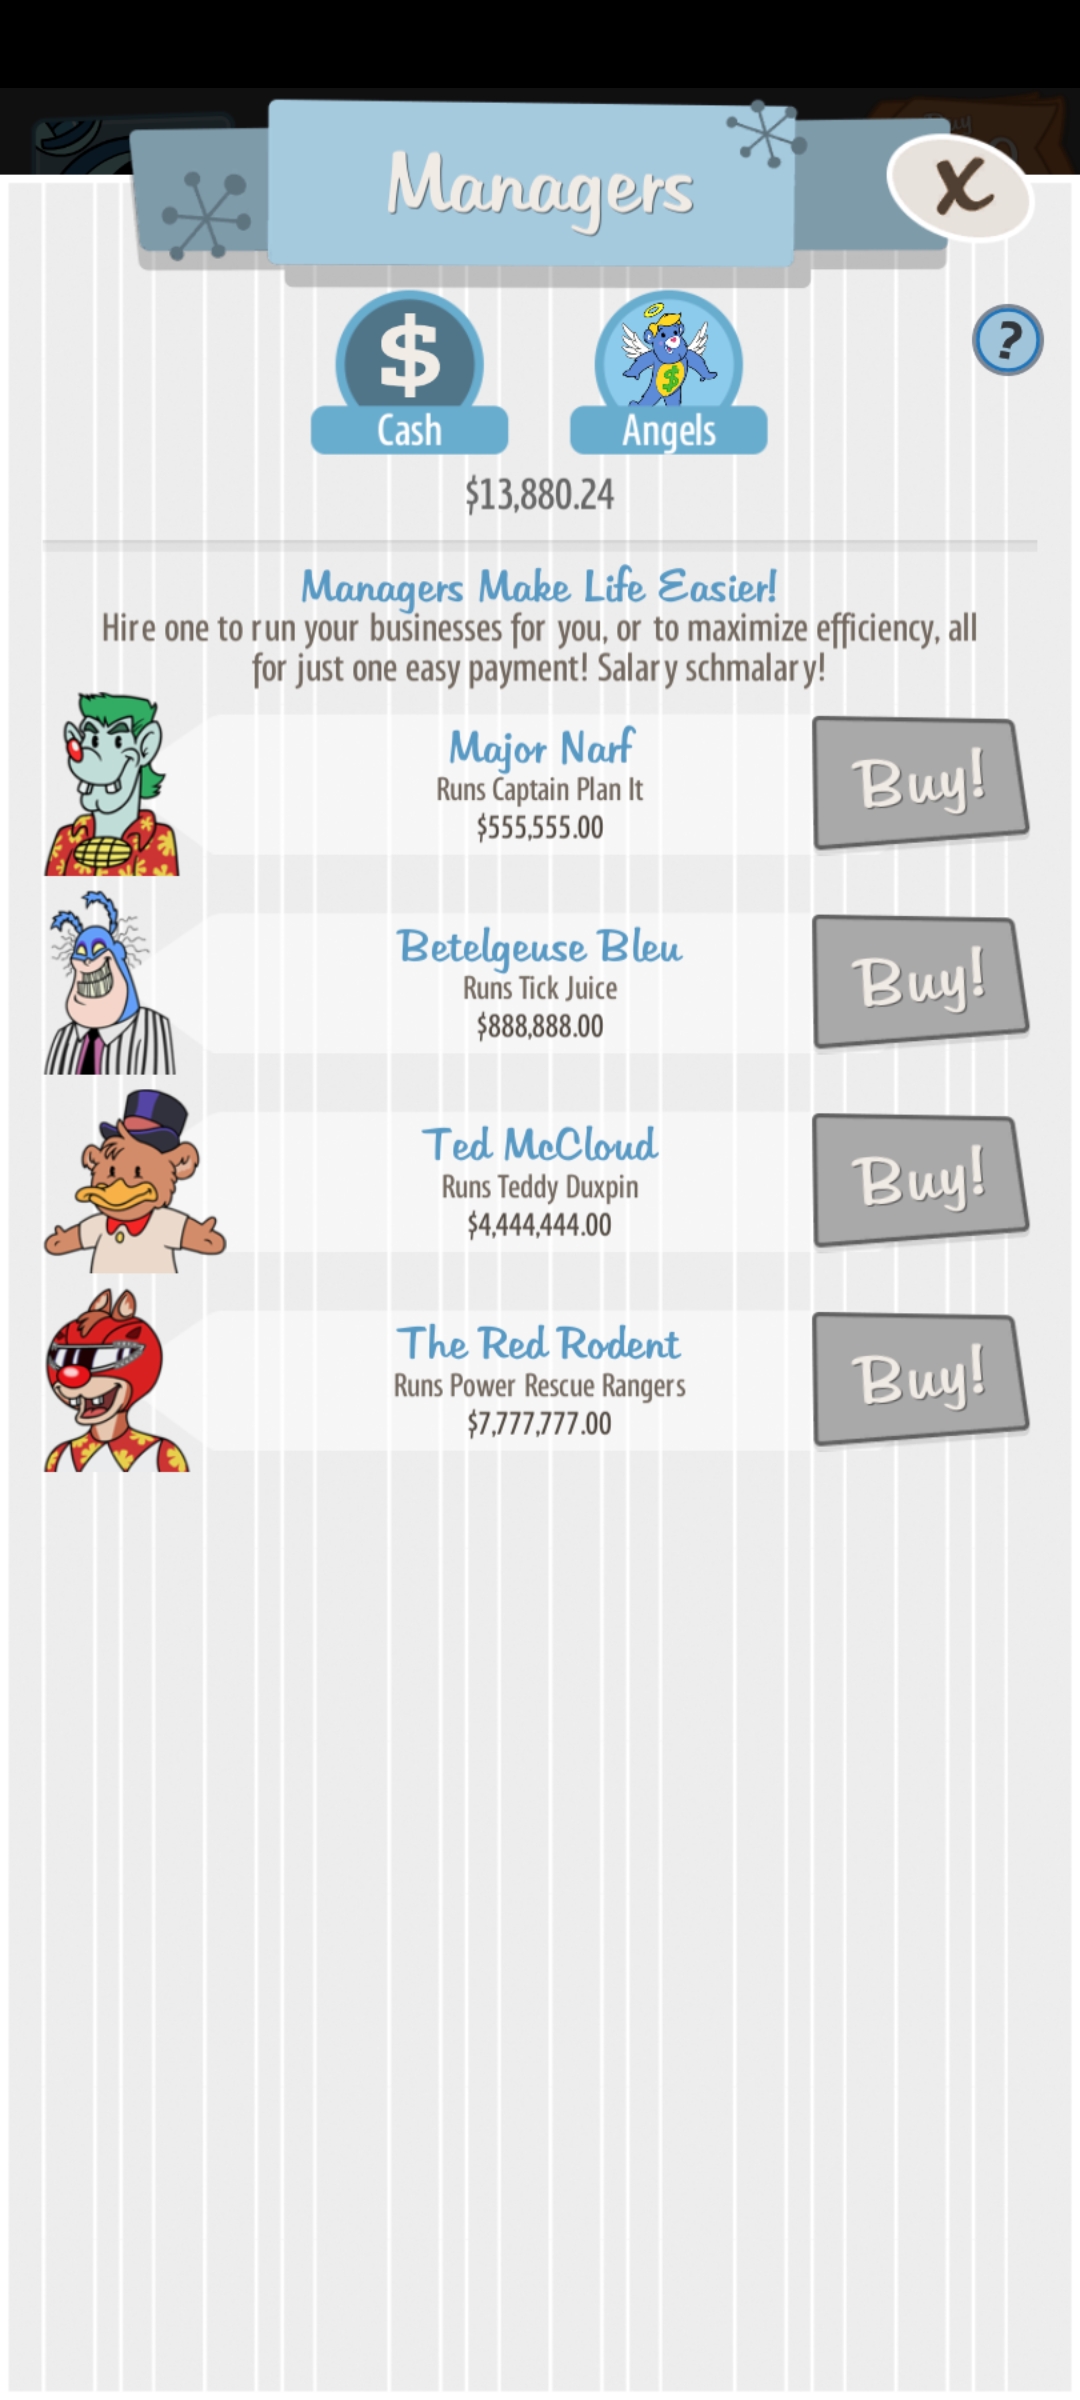 Managers
X
$
Cash
$
Angels
?
$13,880.24
Managers Make Life Easier!
Hire one to run your businesses for you, or to maximize efficiency, all
for just one easy payment! Salary schmalary!
Major Narf
Runs Captain Plan It
$555,555.00
Buy!
Betelgeuse Bleu
Runs Tick Juice
$888,888.00
Buy!
Ted McCloud
Runs Teddy Duxpin
$4,444,444.00
Buy!
The Red Rodent
Runs Power Rescue Rangers
$7,777,777.00
Buy!